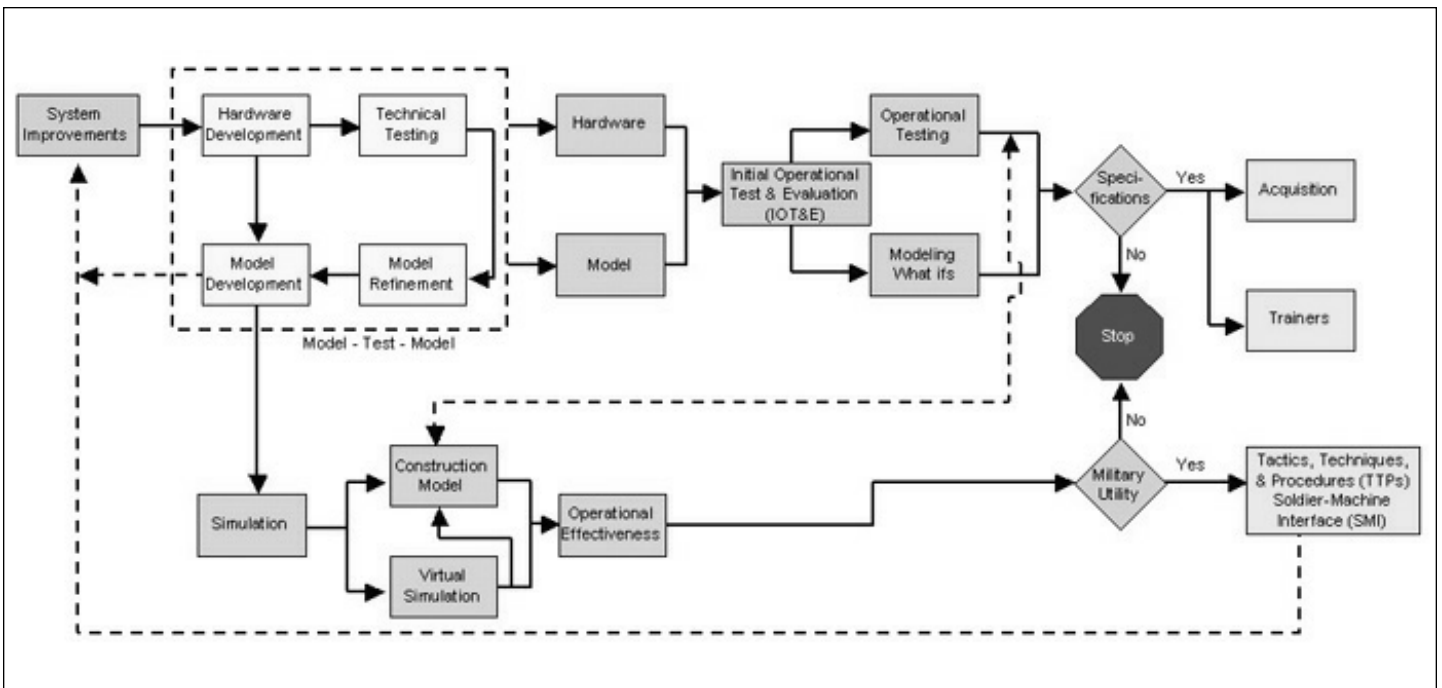 System
Improvements
Hardware
Development
Technical
Testing
Hardware
Operational
Testing
Initial Operational
Test & Evaluation
(IOT&E)
Speci-
fications
Yes
Acquisition
No
Model
Development
Model
Refinement
Model
Modeling
What ifs
Model - Test - Model
Stop
Trainers
No
Construction
Model
Simulation
Virtual
Simulation
Operational
Effectiveness
Military
Utility
Yes
Tactics, Techniques,
& Procedures (TTPs)
Soldier-Machine
Interface (SMI)